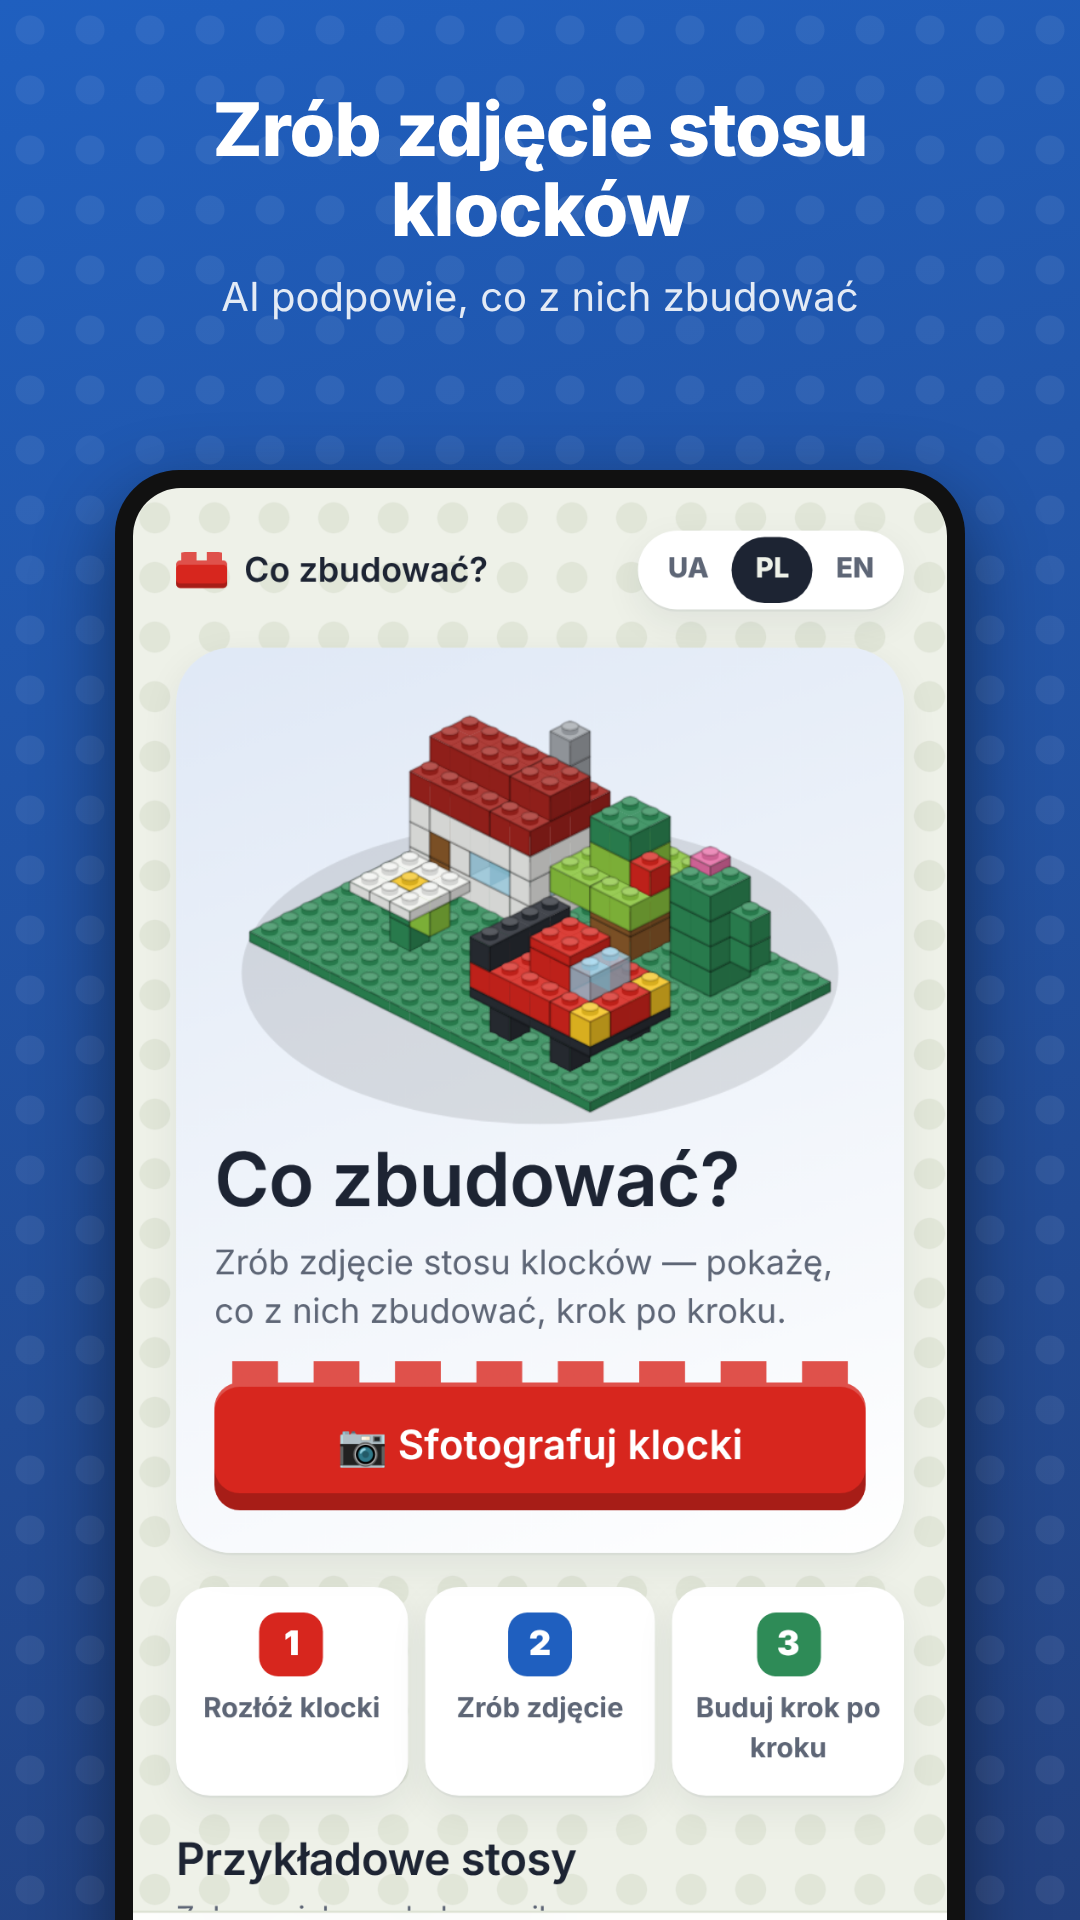 Zrób zdjęcie stosu
klocków
AI podpowie, co z nich zbudować
Co zbudować?
UA PL EN
Co zbudować?
Zrób zdjęcie stosu klocków — pokażę,
co z nich zbudować, krok po kroku.
Sfotografuj klocki
1
Rozłóż klocki
2
Zrób zdjęcie
3
Buduj krok po
kroku
Przykładowe stosy